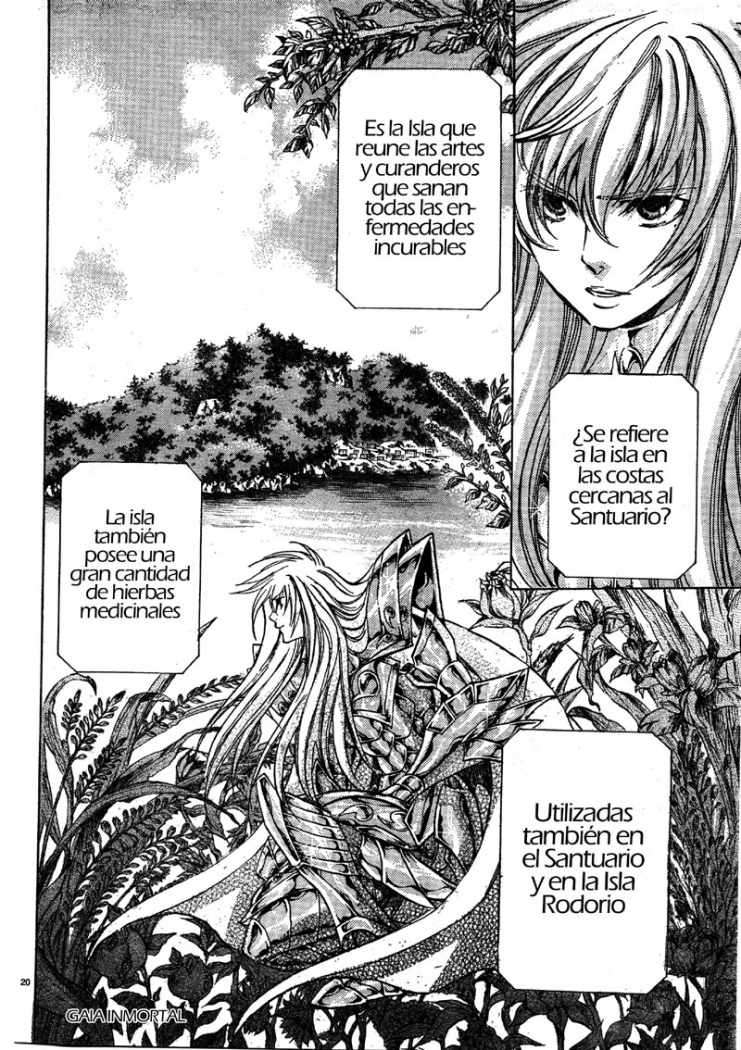 Es la Isla que
reune las artes
y curanderos
que sanan
todas las en-
fermedades
incurables
¿Se refiere
a la isla en
las costas
cercanas al
Santuario?
La isla
también
posee una
gran cantidad
de hierbas
medicinales
Utilizadas
también en
el Santuario
y en la Isla
Rodorio
20
GAIA INMORTAL